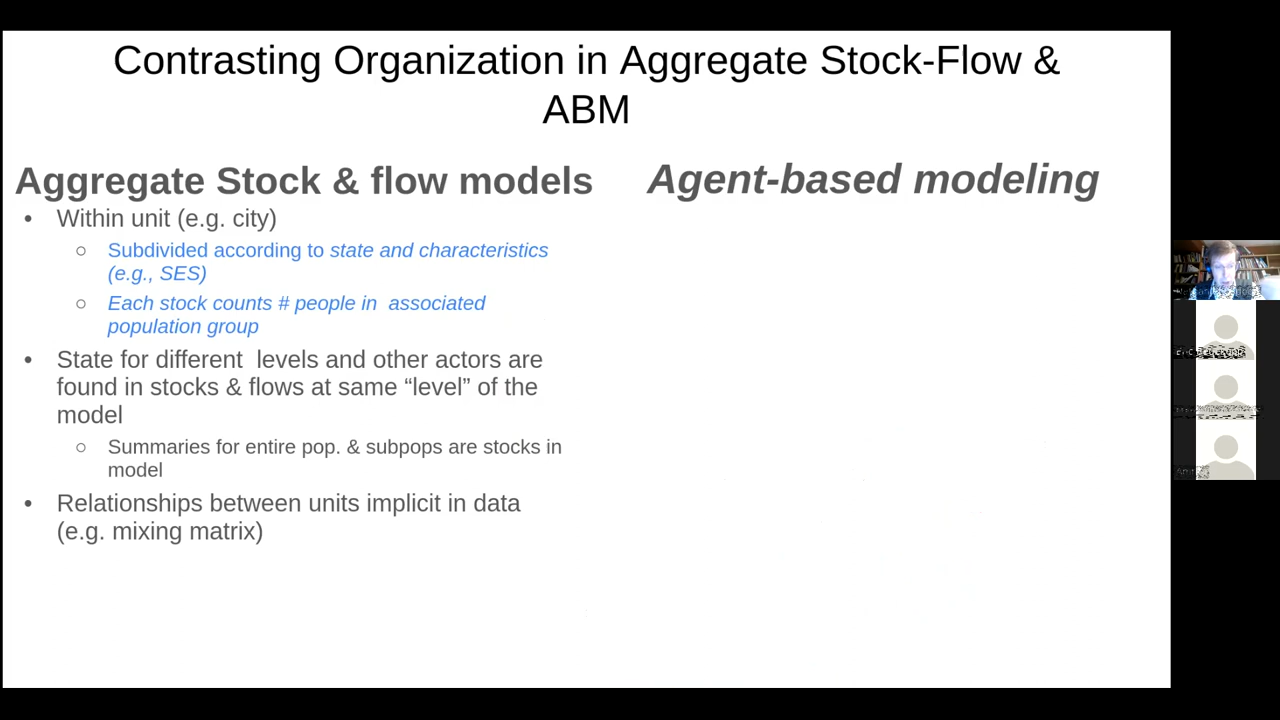 Contrasting Organization in Aggregate Stock-Flow &
ABM
Aggregate Stock & flow models
• Within unit (e.g. city)
○ Subdivided according to state and characteristics
(e.g., SES)
○ Each stock counts # people in  associated
population group
• State for different  levels and other actors are
found in stocks & flows at same “level” of the
model
○ Summaries for entire pop. & subpops are stocks in
model
• Relationships between units implicit in data
(e.g. mixing matrix)
Agent-based modeling